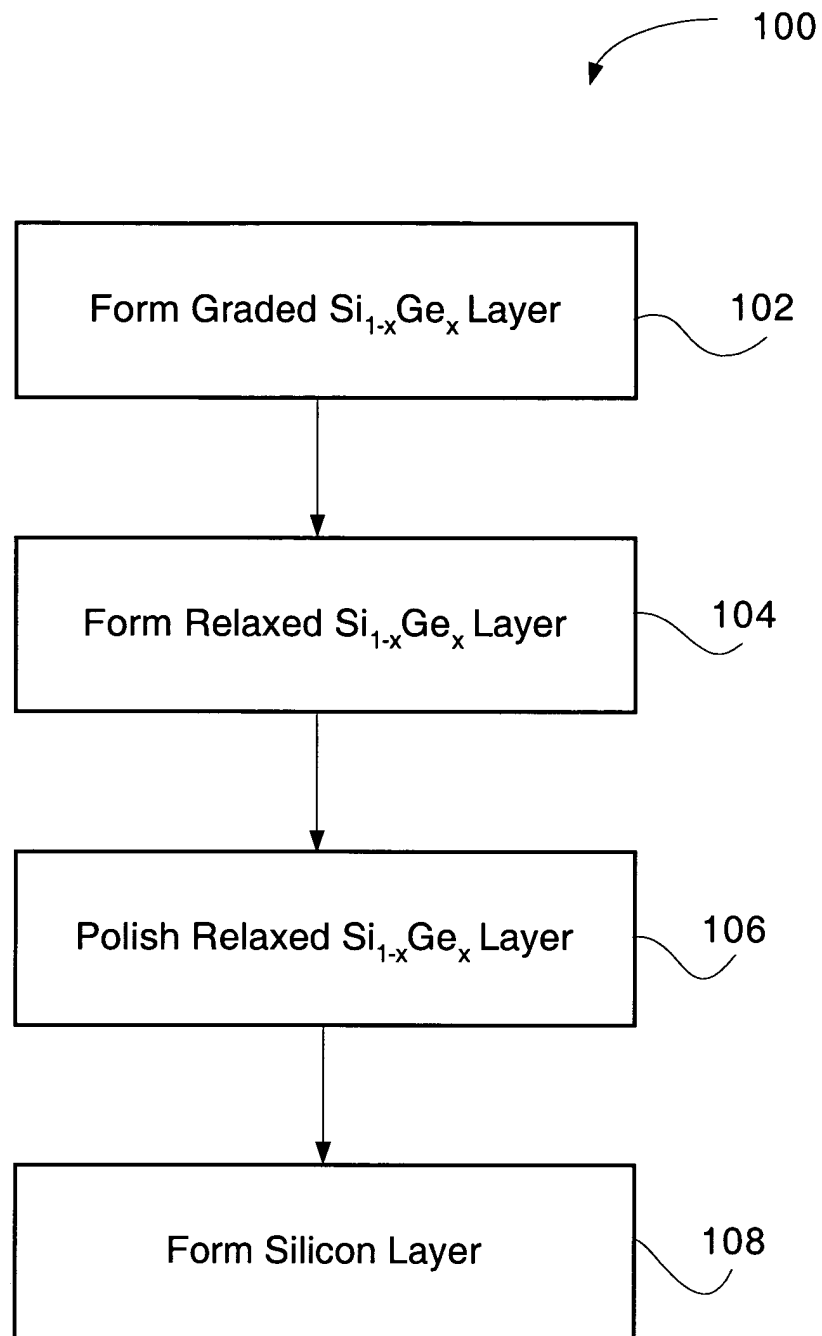 100
Form Graded Si₁₋ₓGeₓ Layer
102
Form Relaxed Si₁₋ₓGeₓ Layer
104
Polish Relaxed Si₁₋ₓGeₓ Layer
106
Form Silicon Layer
108